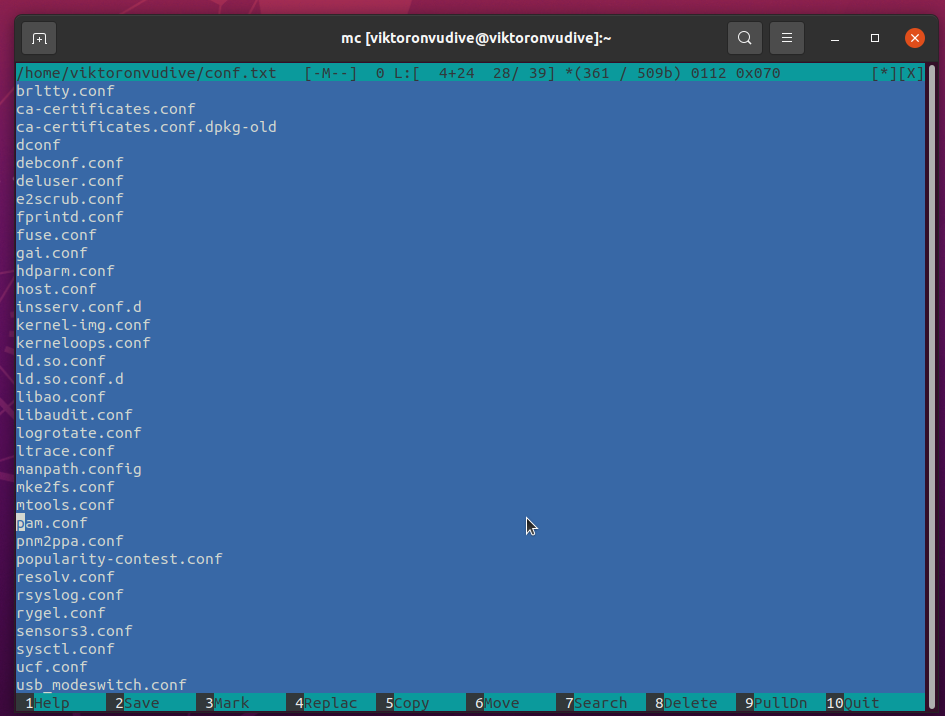 mc [viktoronvudive@viktoronvudive]:~
/home/viktoronvudive/conf.txt [-M--] 0 L:[ 4+24 28/ 39] *(361 / 509b) 0112 0x070 [*][X]
brltty.conf
ca-certificates.conf
ca-certificates.conf.dpkg-old
dconf
debconf.conf
deluser.conf
e2scrub.conf
fprintd.conf
fuse.conf
gai.conf
hdparm.conf
host.conf
insserv.conf.d
kernel-img.conf
kerneloops.conf
ld.so.conf
ld.so.conf.d
libao.conf
libaudit.conf
logrotate.conf
ltrace.conf
manpath.config
mke2fs.conf
mtools.conf
pam.conf
pnm2ppa.conf
popularity-contest.conf
resolv.conf
rsyslog.conf
rygel.conf
sensors3.conf
sysctl.conf
ucf.conf
usb_modeswitch.conf
1Help 2Save 3Mark 4Replac 5Copy 6Move 7Search 8Delete 9PullDn 10Quit